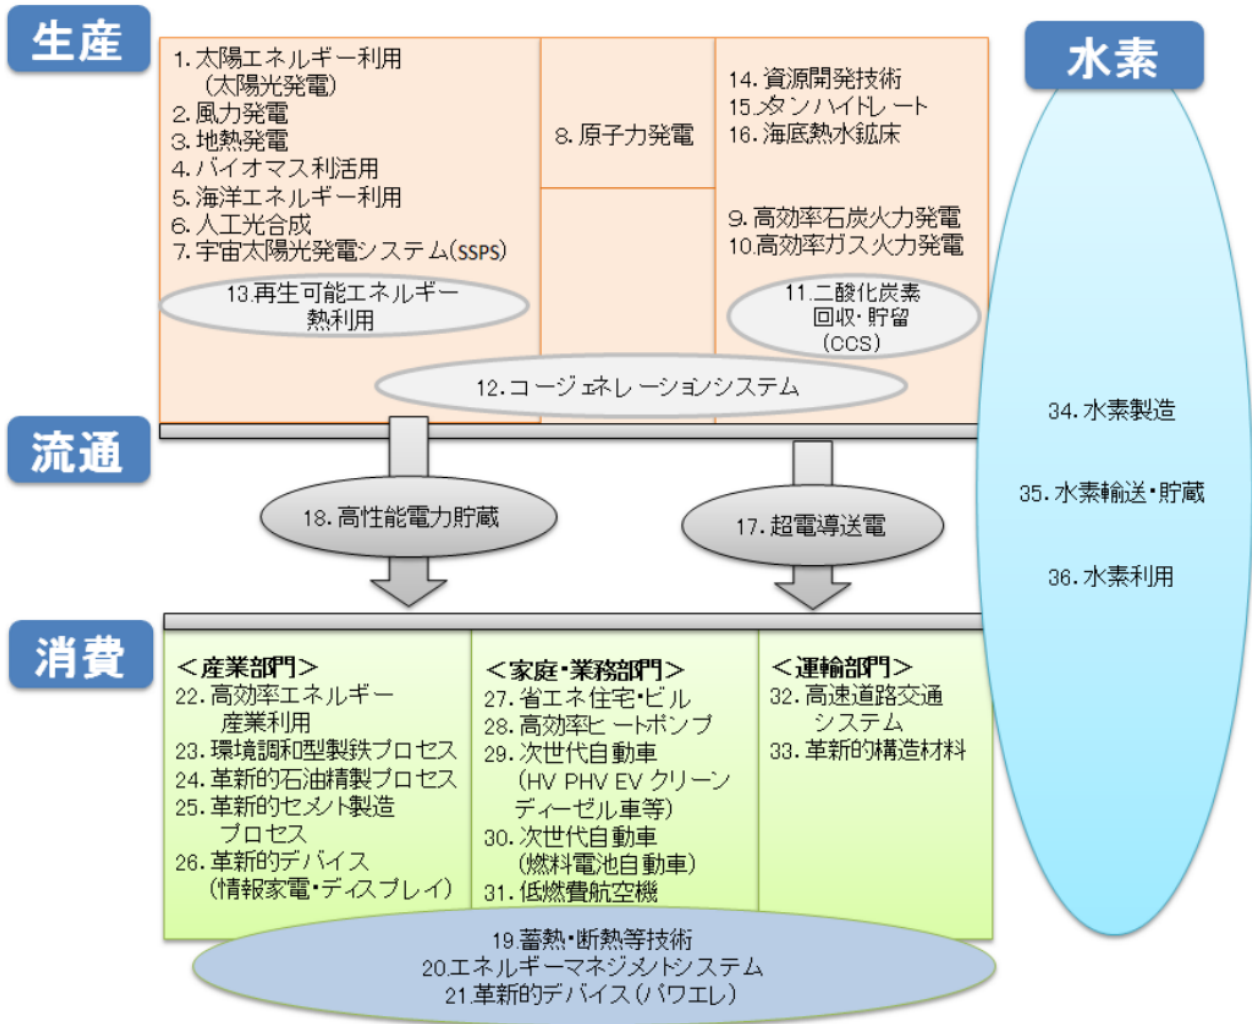 生産
1. 太陽エネルギー利用
(太陽光発電)
2. 風力発電
3. 地熱発電
4. バイオマス利活用
5. 海洋エネルギー利用
6. 人工光合成
7. 宇宙太陽光発電システム(SSPS)
13.再生可能エネルギー
熱利用
8. 原子力発電
14. 資源開発技術
15.メタンハイドレート
16. 海底熱水鉱床
9. 高効率石炭火力発電
10.高効率ガス火力発電
11.二酸化炭素
回収・貯留
(CCS)
12.コージェネレーションシステム
流通
18.高性能電力貯蔵
17.超電導送電
消費
＜産業部門＞
22.高効率エネルギー
産業利用
23.環境調和型製鉄プロセス
24.革新的石油精製プロセス
25.革新的セメント製造
プロセス
26.革新的デバイス
(情報家電・ディスプレイ)
＜家庭・業務部門＞
27. 省エネ住宅・ビル
28. 高効率ヒートポンプ
29. 次世代自動車
(HV PHV EV クリーン
ディーゼル車等)
30. 次世代自動車
(燃料電池自動車)
31.低燃費航空機
＜運輸部門＞
32.高速道路交通
システム
33.革新的構造材料
19.蓄熱・断熱等技術
20.エネルギーマネジメントシステム
21.革新的デバイス(パワエレ)
水素
34.水素製造
35.水素輸送・貯蔵
36.水素利用